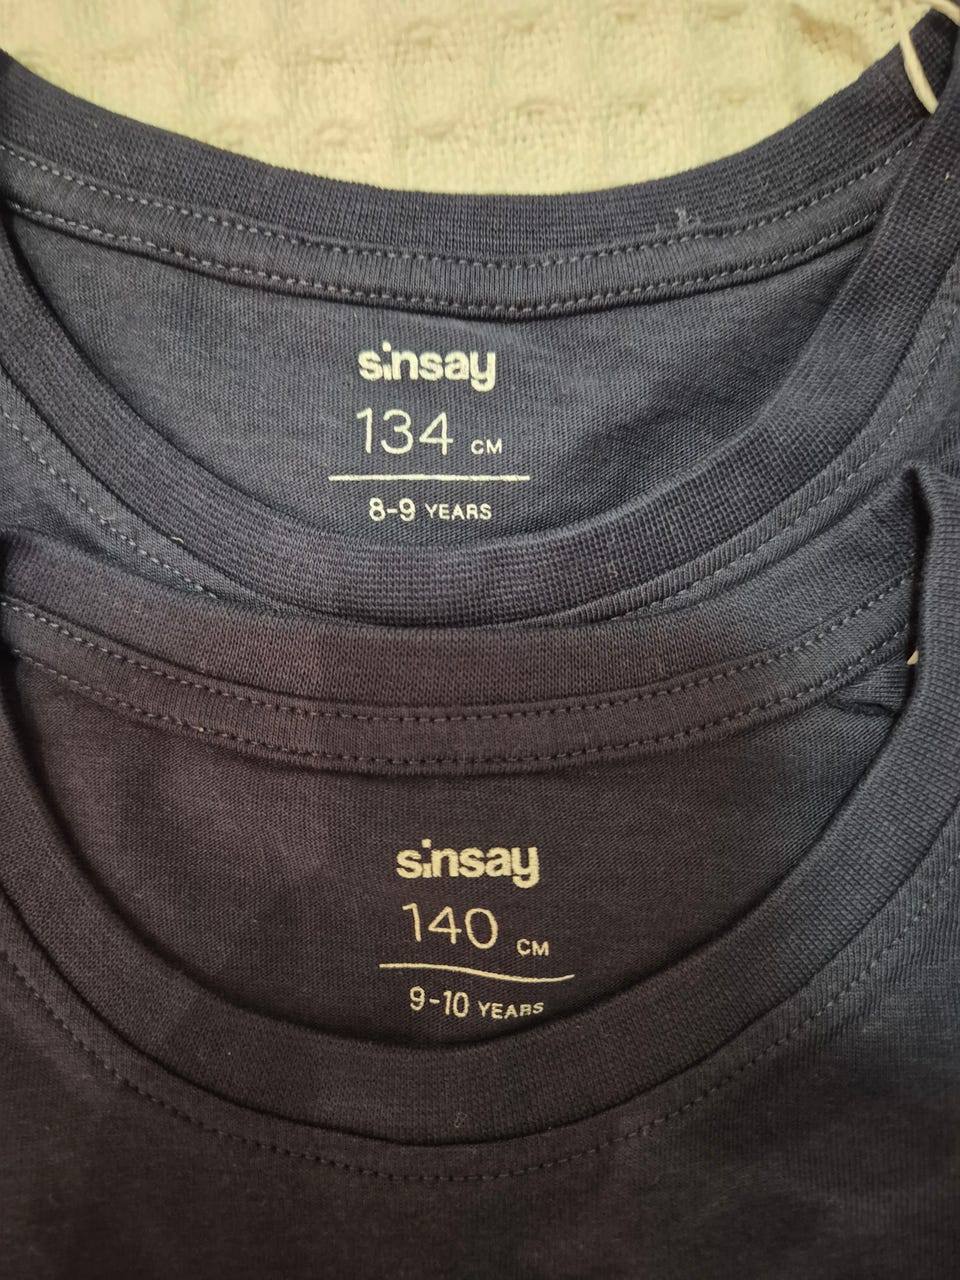 sinsay
134 CM
8-9 YEARS
sinsay
140 CM
9-10 YEARS